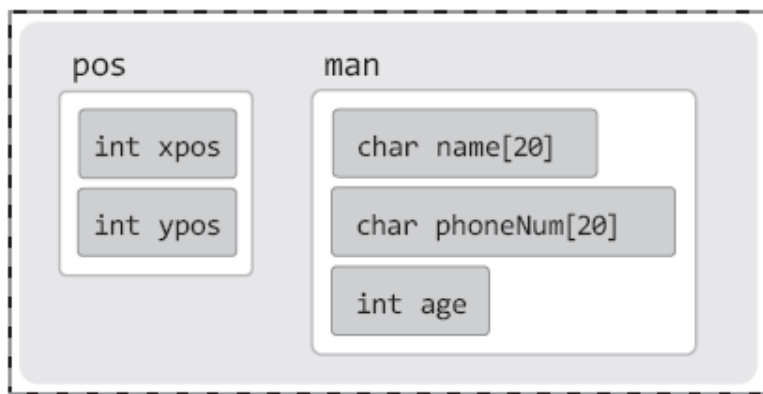 pos
int xpos
int ypos
man
char name[20]
char phoneNum[20]
int age